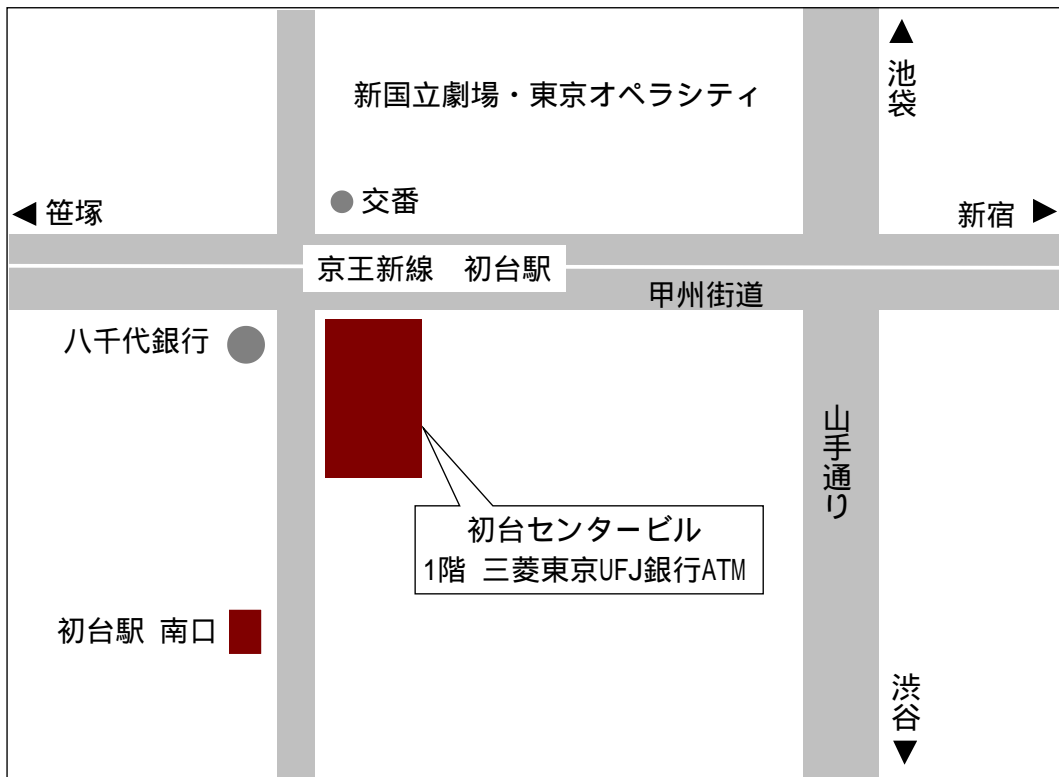 ▲
池袋
新国立劇場・東京オペラシティ
●交番
◀笹塚
新宿▶
京王新線　初台駅
甲州街道
八千代銀行
山手通り
初台センタービル
1階 三菱東京UFJ銀行ATM
初台駅 南口
渋谷
▼